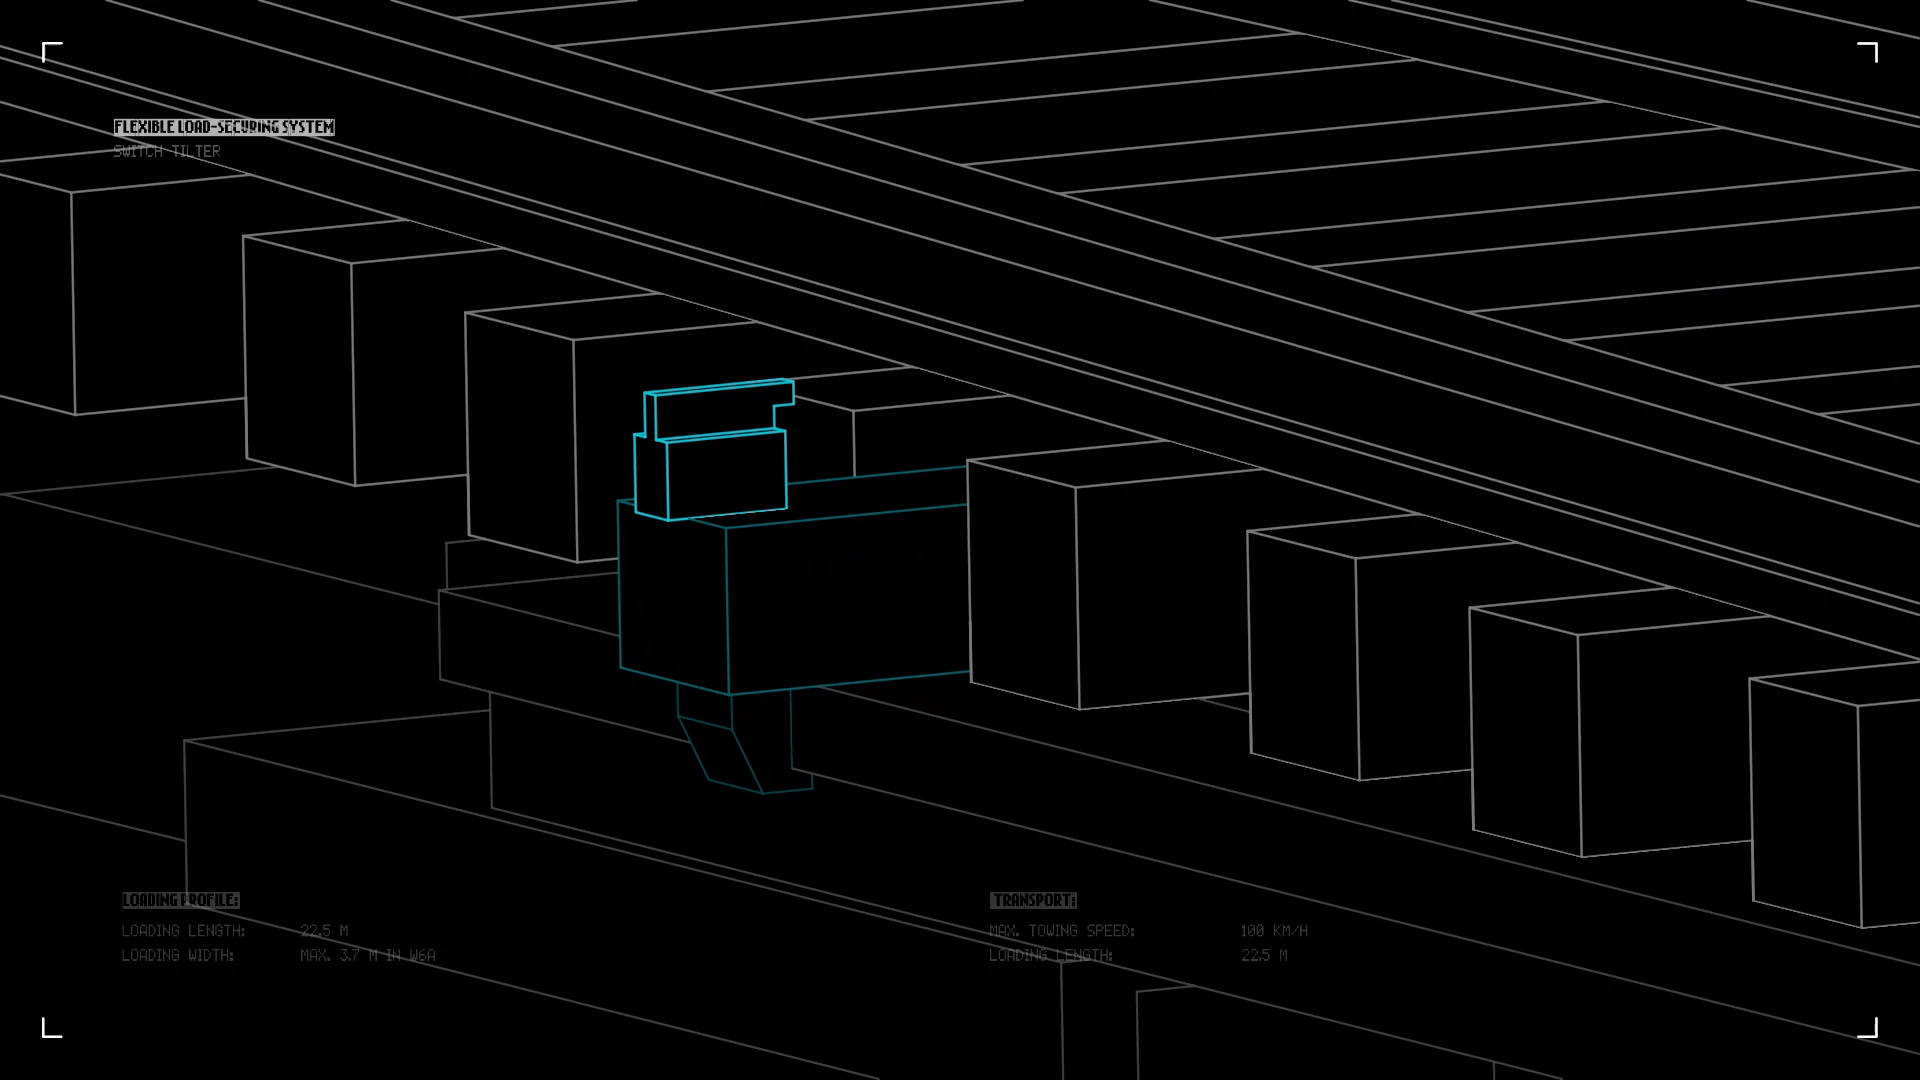 FLEXIBLE LOAD-SECURING SYSTEM
SWITCH TILTER
LOADING PROFILE:
LOADING LENGTH: 22.5 M
LOADING WIDTH: MAX. 3.7 M IN W6A
TRANSPORT:
MAX. TOWING SPEED: 100 KM/H
LOADING LENGTH: 22.5 M